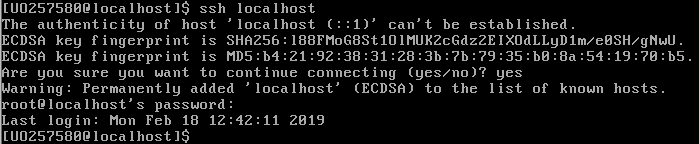 [UO257580@localhost]$ ssh localhost
The authenticity of host 'localhost (::1)' can't be established.
ECDSA key fingerprint is SHA256:l88FMoG8St1OlMUK2cGdz2EIXOdLLyD1m/e0SH/gNwU.
ECDSA key fingerprint is MD5:b4:21:92:38:31:28:3b:7b:79:35:b0:8a:54:19:70:b5.
Are you sure you want to continue connecting (yes/no)? yes
Warning: Permanently added 'localhost' (ECDSA) to the list of known hosts.
root@localhost's password:
Last login: Mon Feb 18 12:42:11 2019
[UO257580@localhost]$